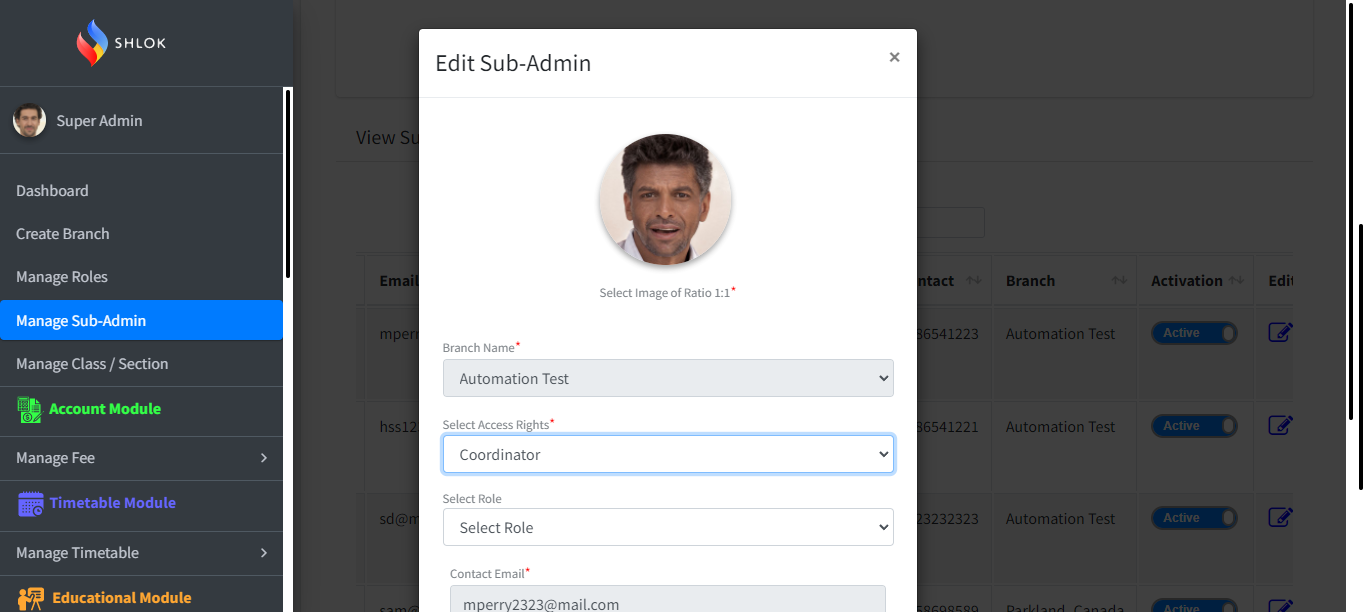 SHLOK
Super Admin
Dashboard
Create Branch
Manage Roles
Manage Sub-Admin
Manage Class / Section
Account Module
Manage Fee
Timetable Module
Manage Timetable
Educational Module
Edit Sub-Admin
×
Select Image of Ratio 1:1*
Branch Name*
Automation Test
Select Access Rights*
Coordinator
Select Role
Select Role
Contact Email*
mperry2323@mail.com
View Su
Email ntact Branch Activation Edit
mperr 86541223 Automation Test Active
hss12 86541221 Automation Test Active
sd@m 23232323 Automation Test Active
sam@ 58698589 Parkland, Canada Active